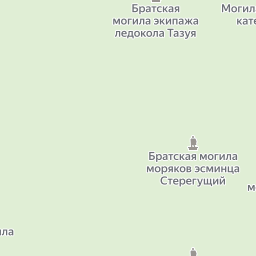 Братская
могила экипажа
ледокола Тазуя
Братская могила
моряков эсминца
Стерегущий